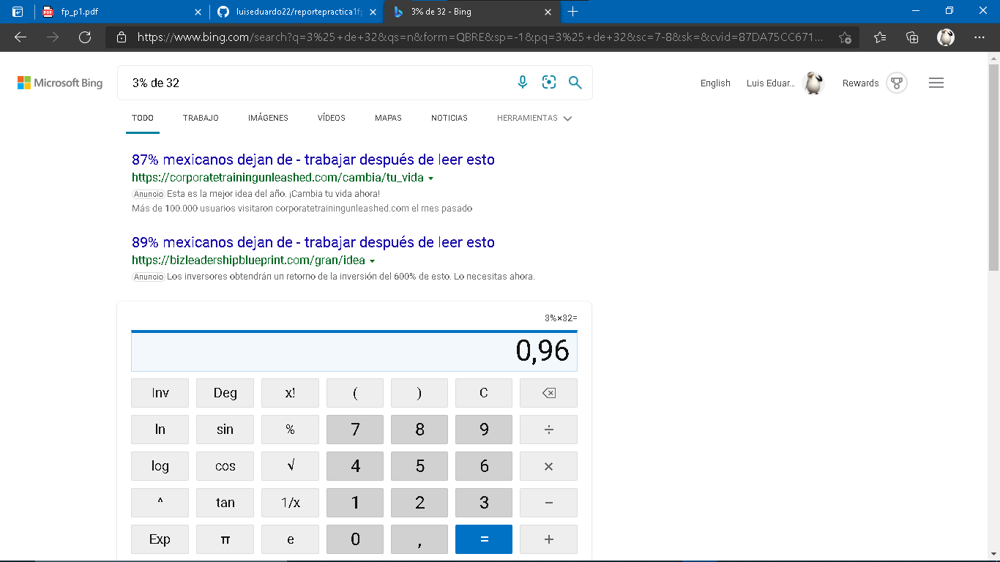 fp_p1.pdf
luiseduardo22/reportepractica1fp
3% de 32 - Bing
https://www.bing.com/search?q=3%25+de+32&qs=n&form=QBRE&sp=-1&pq=3%25+de+32&sc=7-8&sk=&cvid=87DA75CC671...
Microsoft Bing
3% de 32
English
Luis Eduar...
Rewards
TODO
TRABAJO
IMÁGENES
VÍDEOS
MAPAS
NOTICIAS
HERRAMIENTAS
87% mexicanos dejan de - trabajar después de leer esto
https://corporatetrainingunleashed.com/cambia/tu_vida
Anuncio Esta es la mejor idea del año. ¡Cambia tu vida ahora!
Más de 100.000 usuarios visitaron corporatetrainingunleashed.com el mes pasado
89% mexicanos dejan de - trabajar después de leer esto
https://bizleadershipblueprint.com/gran/idea
Anuncio Los inversores obtendrán un retorno de la inversión del 600% de esto. Lo necesitas ahora.
3%×32=
0,96
Inv Deg x! ( ) C
ln sin % 7 8 9 ÷
log cos √ 4 5 6 ×
^ tan 1/x 1 2 3 −
Exp π e 0 , = +